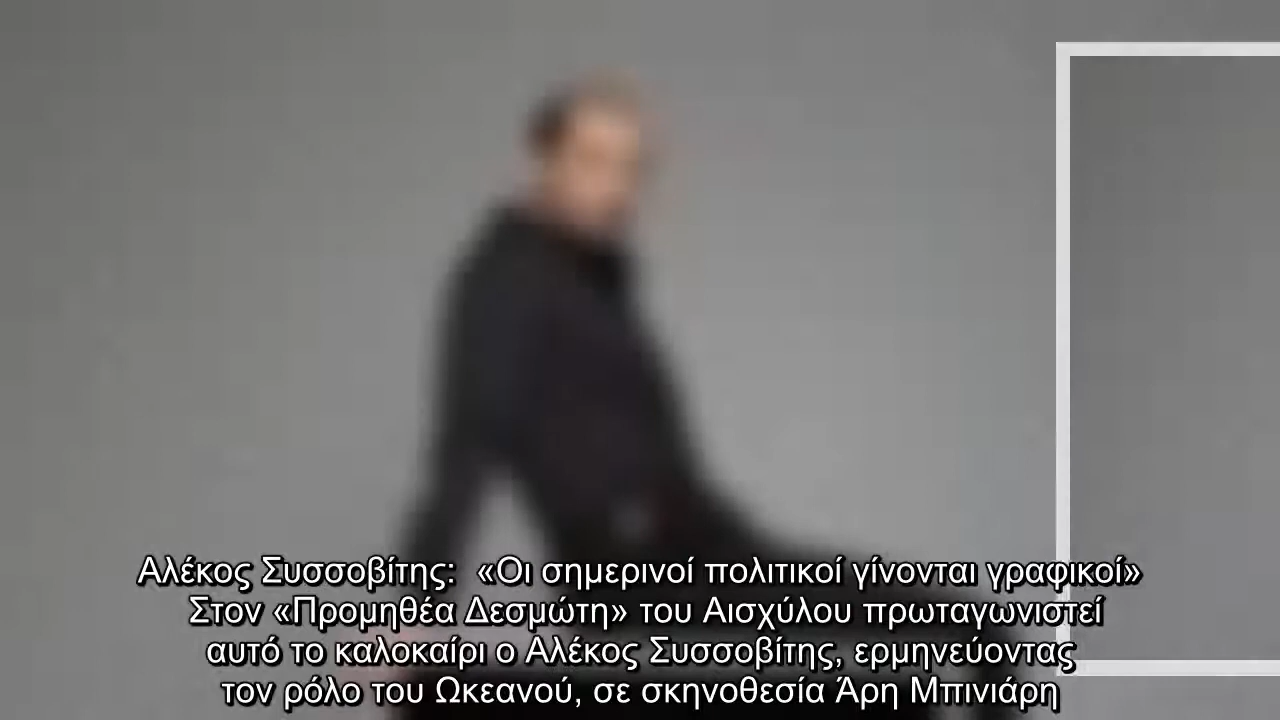 Αλέκος Συσσοβίτης:  «Οι σημερινοί πολιτικοί γίνονται γραφικοί»
Στον «Προμηθέα Δεσμώτη» του Αισχύλου πρωταγωνιστεί
αυτό το καλοκαίρι ο Αλέκος Συσσοβίτης, ερμηνεύοντας
τον ρόλο του Ωκεανού, σε σκηνοθεσία Άρη Μπινιάρη